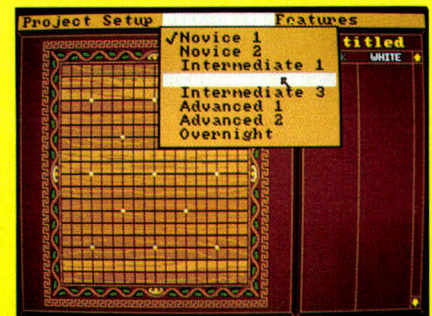 Project Setup Features
✓Novice 1
Novice 2
Intermediate 1
Intermediate 3
Advanced 1
Advanced 2
Overnight
titled
WHITE